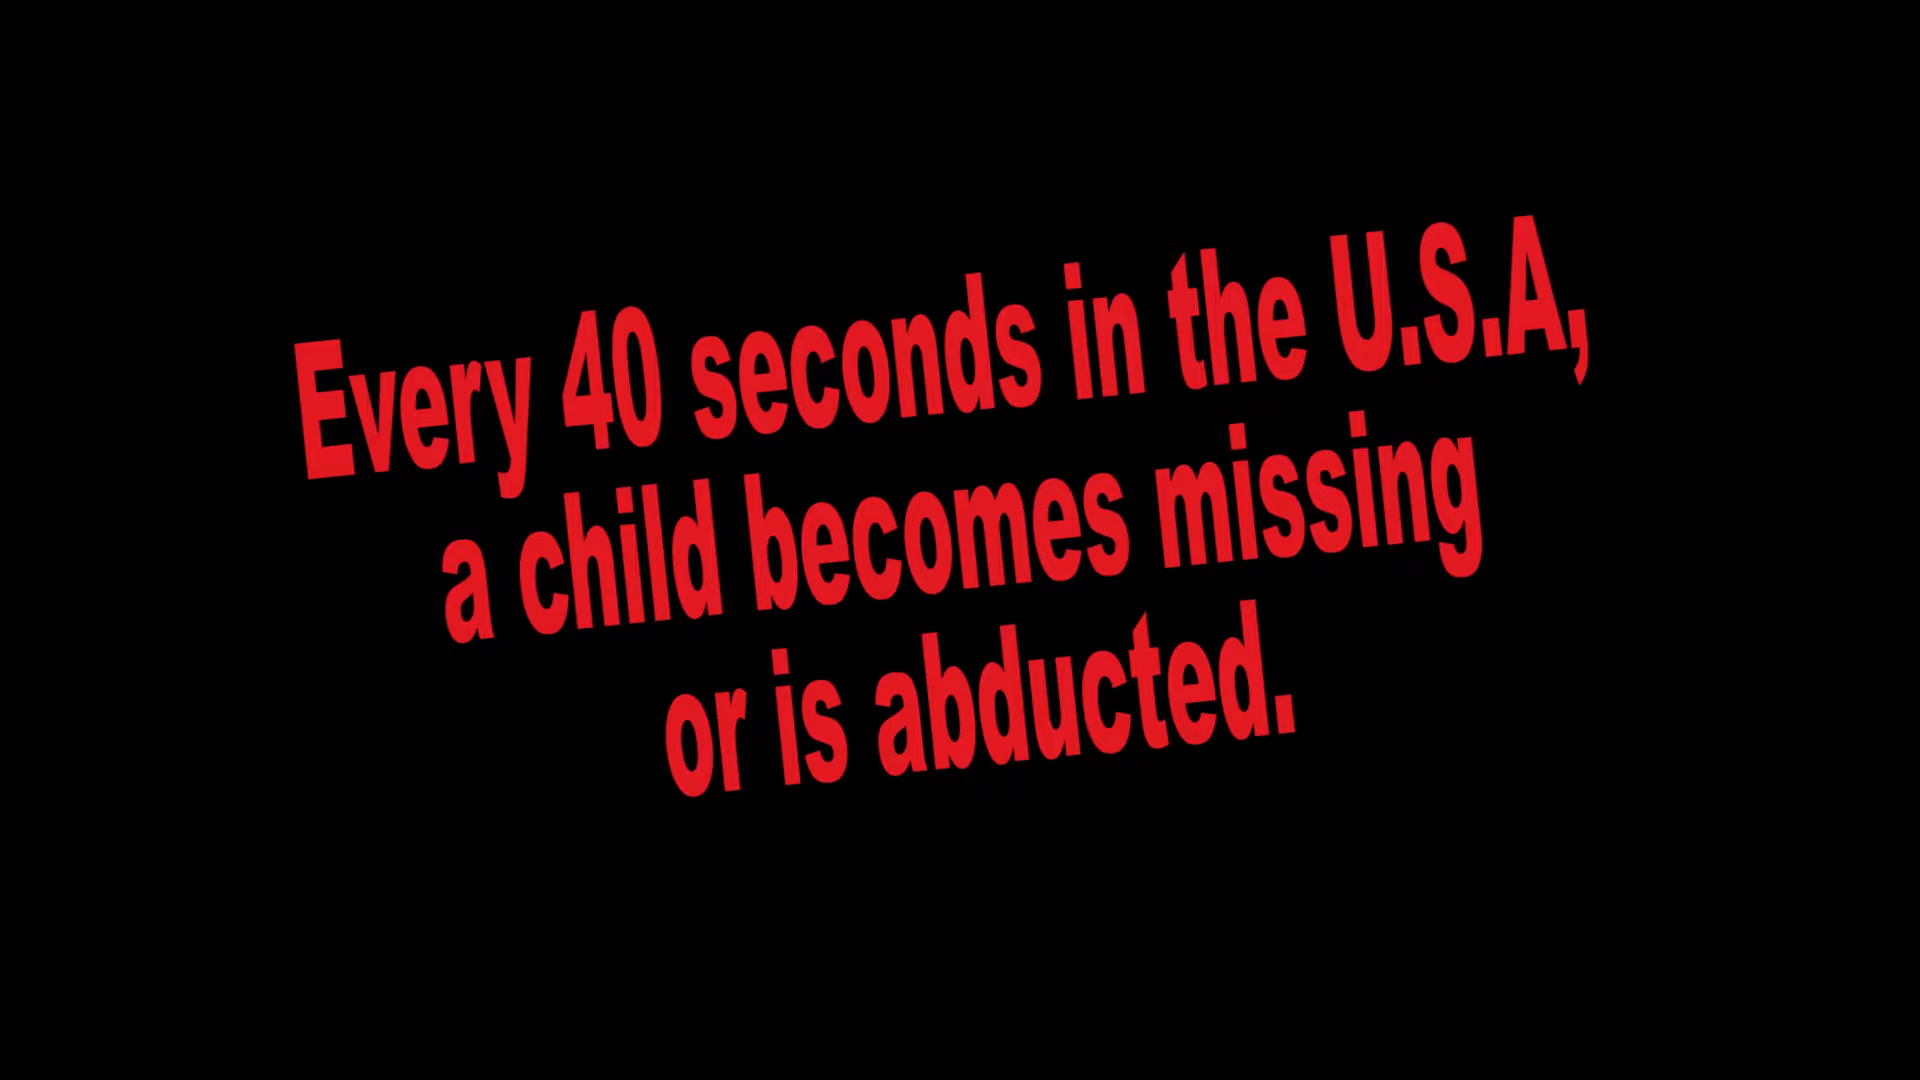 Every 40 seconds in the U.S.A,
a child becomes missing
or is abducted.